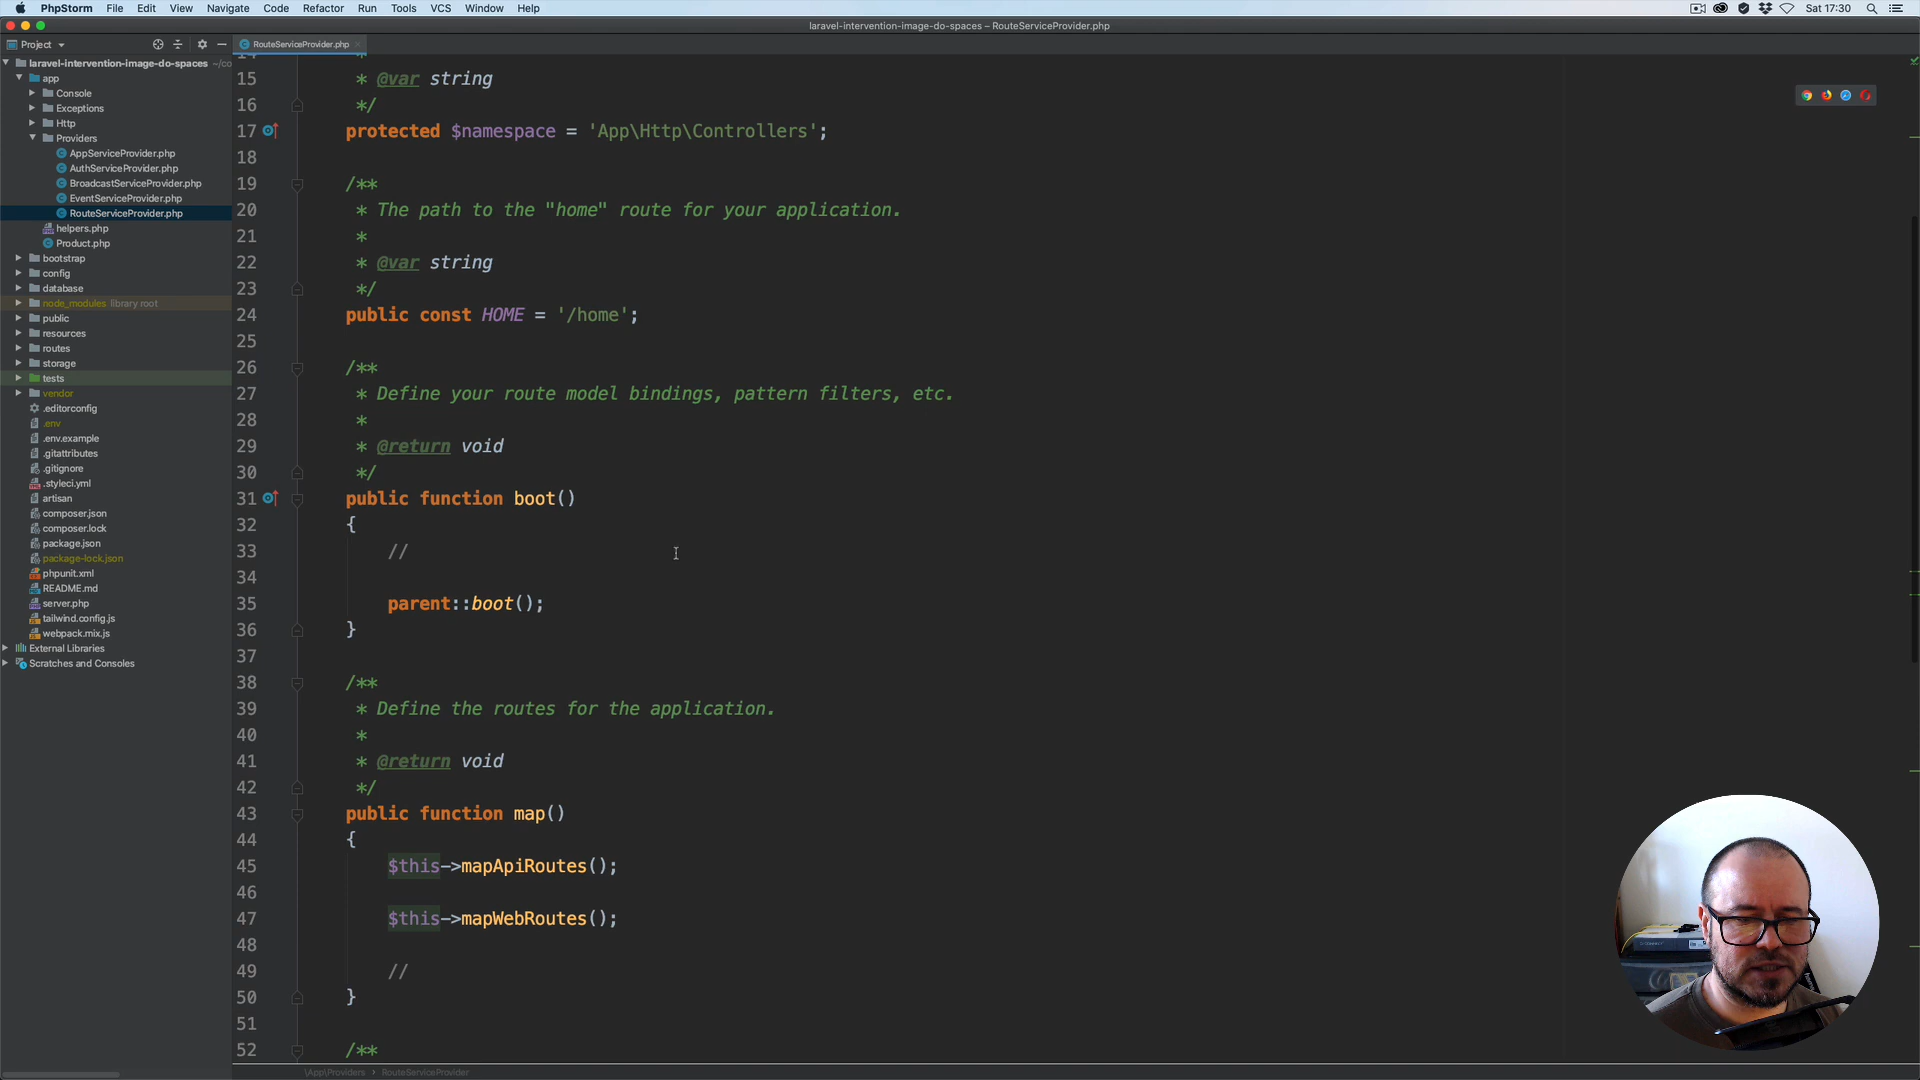 PhpStorm File Edit View Navigate Code Refactor Run Tools VCS Window Help Sat 17:30
laravel-intervention-image-do-spaces – RouteServiceProvider.php
Project
RouteServiceProvider.php
laravel-intervention-image-do-spaces ~/co
app
Console
Exceptions
Http
Providers
AppServiceProvider.php
AuthServiceProvider.php
BroadcastServiceProvider.php
EventServiceProvider.php
RouteServiceProvider.php
helpers.php
Product.php
bootstrap
config
database
node_modules library root
public
resources
routes
storage
tests
vendor
.editorconfig
.env
.env.example
.gitattributes
.gitignore
.styleci.yml
artisan
composer.json
composer.lock
package.json
package-lock.json
phpunit.xml
README.md
server.php
tailwind.config.js
webpack.mix.js
External Libraries
Scratches and Consoles
14 *
15 * @var string
16 */
17 protected $namespace = 'App\Http\Controllers';
18
19 /**
20 * The path to the "home" route for your application.
21 *
22 * @var string
23 */
24 public const HOME = '/home';
25
26 /**
27 * Define your route model bindings, pattern filters, etc.
28 *
29 * @return void
30 */
31 public function boot()
32 {
33 //
34
35 parent::boot();
36 }
37
38 /**
39 * Define the routes for the application.
40 *
41 * @return void
42 */
43 public function map()
44 {
45 $this->mapApiRoutes();
46
47 $this->mapWebRoutes();
48
49 //
50 }
51
52 /**
\App\Providers › RouteServiceProvider